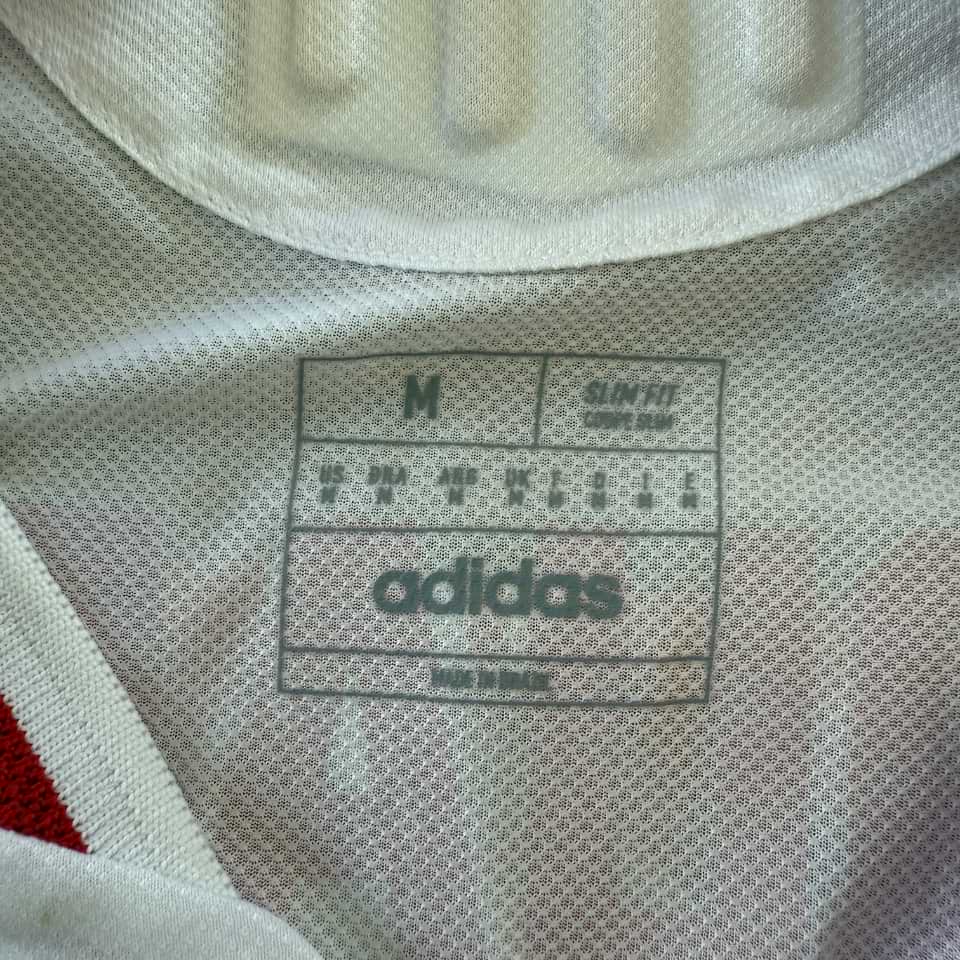 M
SLIM FIT
COUPE SLIM
US BRA ARG UK F D I E
M M M M M M M M
adidas
MADE IN BRAZIL